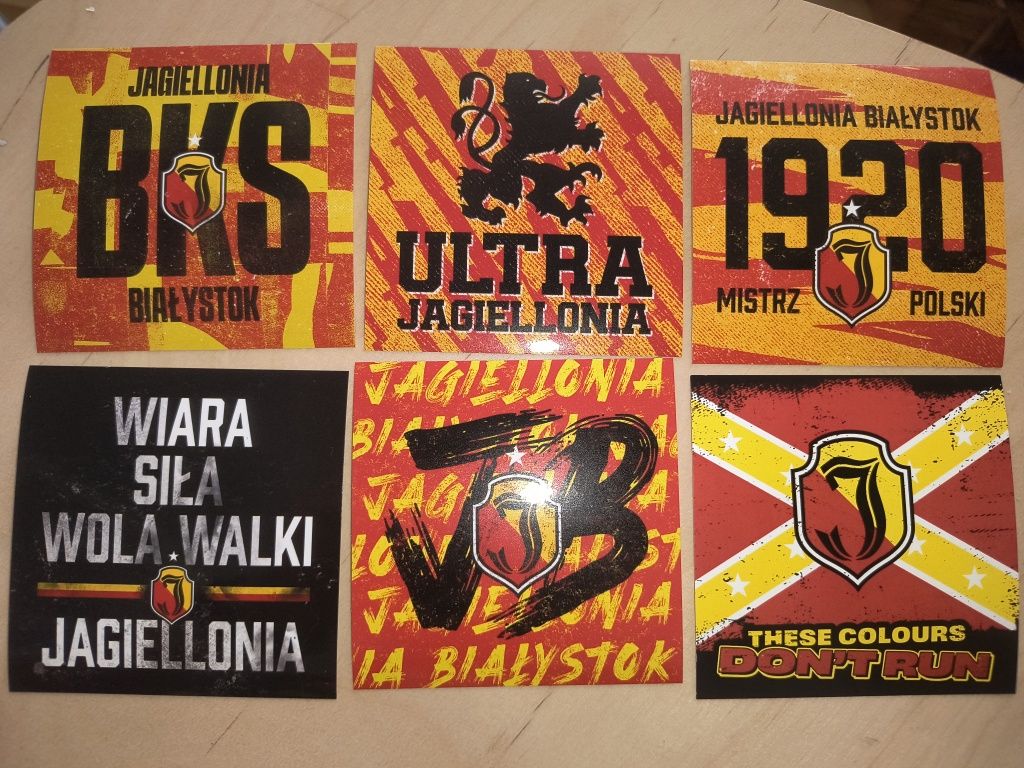 JAGIELLONIA
BKS
J
BIAŁYSTOK
ULTRA
JAGIELLONIA
JAGIELLONIA BIAŁYSTOK
1920
J
MISTRZ POLSKI
WIARA
SIŁA
WOLA WALKI
J
JAGIELLONIA
JAGIELLONIA
JB
J
JAGIELLONIA
IA BIAŁYSTOK
J
THESE COLOURS
DON'T RUN